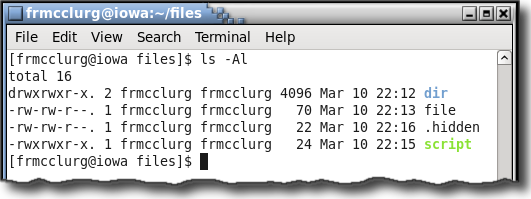 frmcclurg@iowa:~/files
File Edit View Search Terminal Help
[frmcclurg@iowa files]$ ls -Al
total 16
drwxrwxr-x. 2 frmcclurg frmcclurg 4096 Mar 10 22:12 dir
-rw-rw-r--. 1 frmcclurg frmcclurg   70 Mar 10 22:13 file
-rw-rw-r--. 1 frmcclurg frmcclurg   22 Mar 10 22:16 .hidden
-rwxrwxr-x. 1 frmcclurg frmcclurg   24 Mar 10 22:15 script
[frmcclurg@iowa files]$